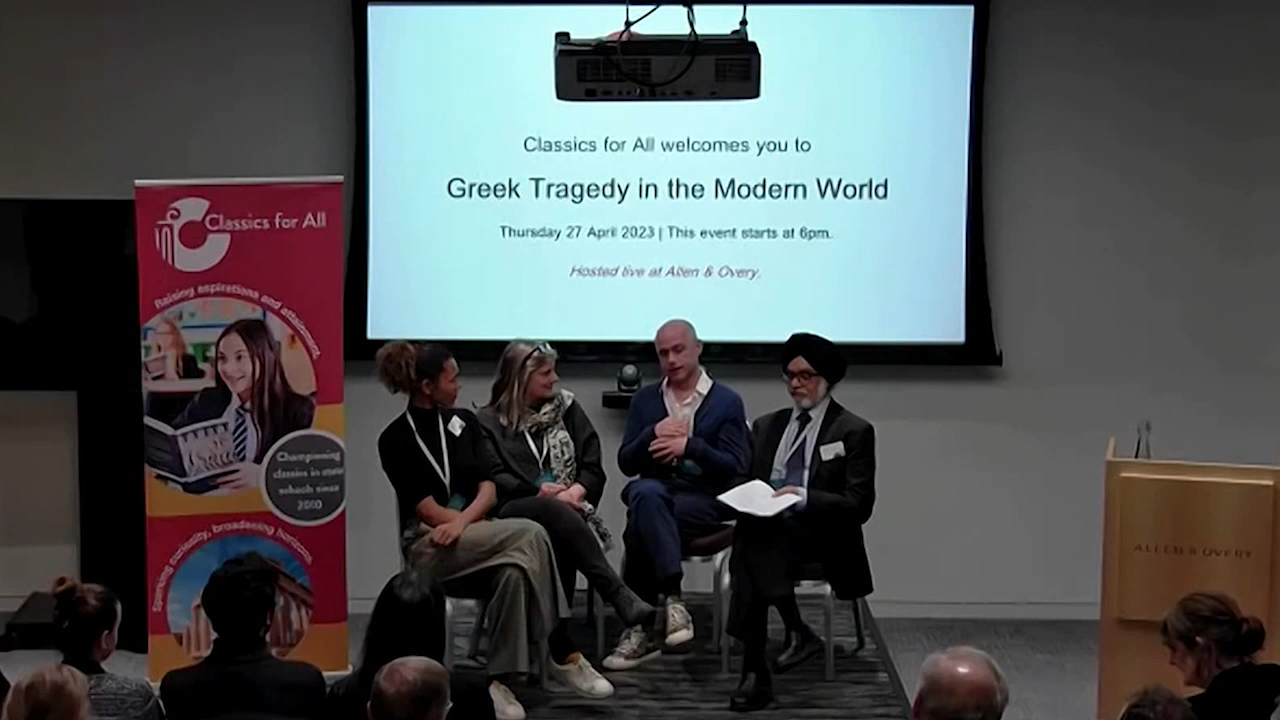 Classics for All welcomes you to
Greek Tragedy in the Modern World
Thursday 27 April 2023 | This event starts at 6pm.
Hosted live at Allen & Overy.
Classics for All
Raising aspirations and attainment
Championing
classics in state
schools since
2010
Sparking curiosity, broadening horizons
ALLEN & OVERY